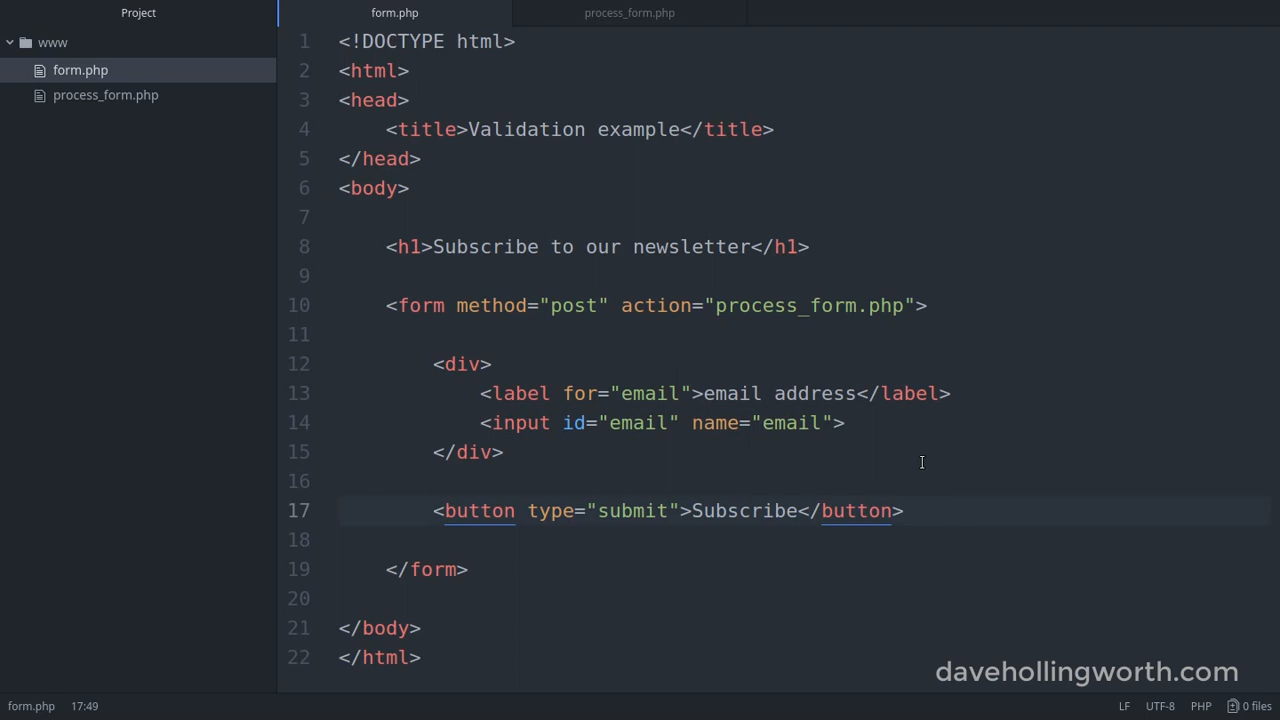 Project
www
form.php
process_form.php
form.php
process_form.php
1 <!DOCTYPE html>
2 <html>
3 <head>
4     <title>Validation example</title>
5 </head>
6 <body>
7
8     <h1>Subscribe to our newsletter</h1>
9
10     <form method="post" action="process_form.php">
11
12         <div>
13             <label for="email">email address</label>
14             <input id="email" name="email">
15         </div>
16
17         <button type="submit">Subscribe</button>
18
19     </form>
20
21 </body>
22 </html>
davehollingworth.com
form.php 17:49
LF UTF-8 PHP 0 files